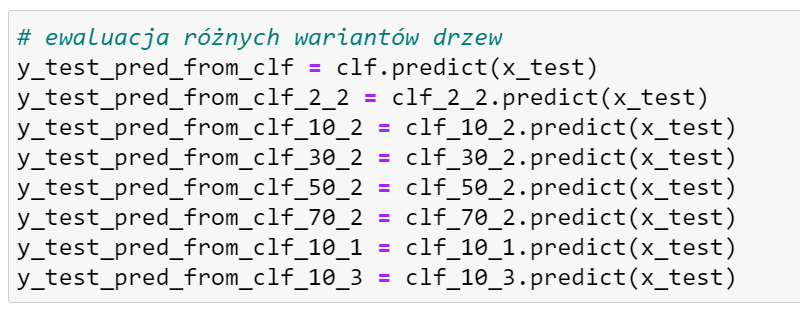 # ewaluacja różnych wariantów drzew
y_test_pred_from_clf = clf.predict(x_test)
y_test_pred_from_clf_2_2 = clf_2_2.predict(x_test)
y_test_pred_from_clf_10_2 = clf_10_2.predict(x_test)
y_test_pred_from_clf_30_2 = clf_30_2.predict(x_test)
y_test_pred_from_clf_50_2 = clf_50_2.predict(x_test)
y_test_pred_from_clf_70_2 = clf_70_2.predict(x_test)
y_test_pred_from_clf_10_1 = clf_10_1.predict(x_test)
y_test_pred_from_clf_10_3 = clf_10_3.predict(x_test)